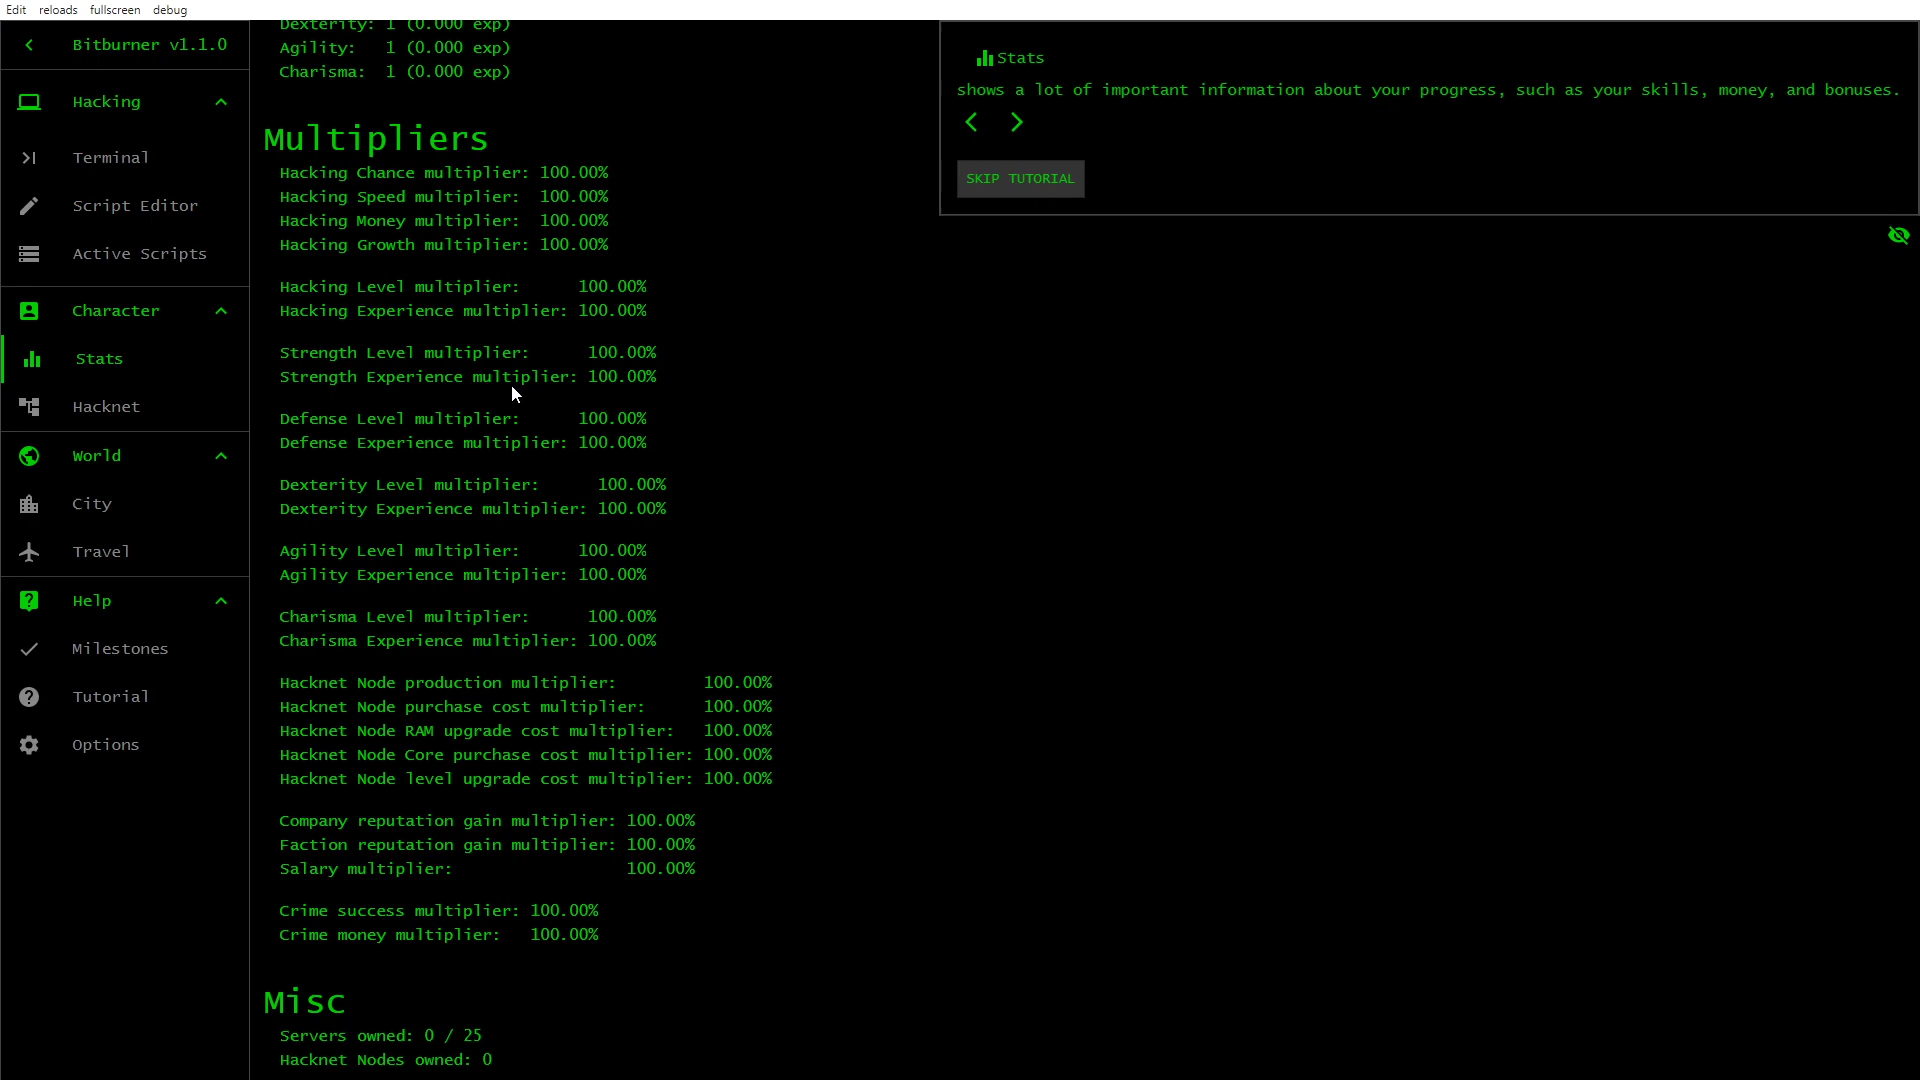 Edit reloads fullscreen debug
Bitburner v1.1.0
Hacking
Terminal
Script Editor
Active Scripts
Character
Stats
Hacknet
World
City
Travel
Help
Milestones
Tutorial
Options
Dexterity: 1 (0.000 exp)
Agility: 1 (0.000 exp)
Charisma: 1 (0.000 exp)
Multipliers
Hacking Chance multiplier: 100.00%
Hacking Speed multiplier: 100.00%
Hacking Money multiplier: 100.00%
Hacking Growth multiplier: 100.00%
Hacking Level multiplier: 100.00%
Hacking Experience multiplier: 100.00%
Strength Level multiplier: 100.00%
Strength Experience multiplier: 100.00%
Defense Level multiplier: 100.00%
Defense Experience multiplier: 100.00%
Dexterity Level multiplier: 100.00%
Dexterity Experience multiplier: 100.00%
Agility Level multiplier: 100.00%
Agility Experience multiplier: 100.00%
Charisma Level multiplier: 100.00%
Charisma Experience multiplier: 100.00%
Hacknet Node production multiplier: 100.00%
Hacknet Node purchase cost multiplier: 100.00%
Hacknet Node RAM upgrade cost multiplier: 100.00%
Hacknet Node Core purchase cost multiplier: 100.00%
Hacknet Node level upgrade cost multiplier: 100.00%
Company reputation gain multiplier: 100.00%
Faction reputation gain multiplier: 100.00%
Salary multiplier: 100.00%
Crime success multiplier: 100.00%
Crime money multiplier: 100.00%
Misc
Servers owned: 0 / 25
Hacknet Nodes owned: 0
Stats
shows a lot of important information about your progress, such as your skills, money, and bonuses.
SKIP TUTORIAL